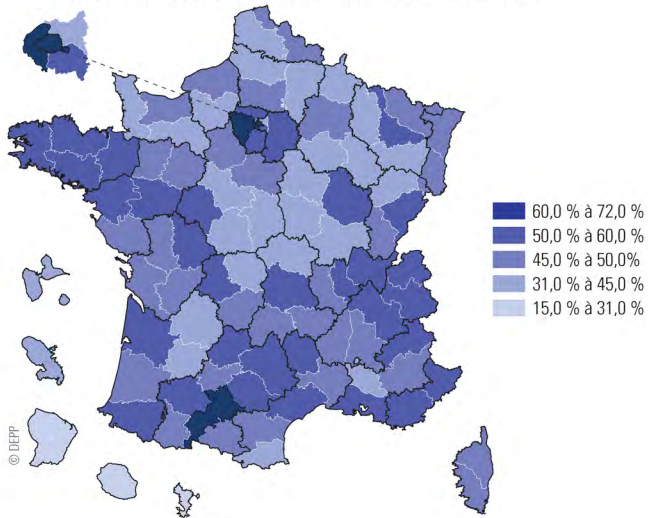 60,0 % à 72,0 %
50,0 % à 60,0 %
45,0 % à 50,0%
31,0 % à 45,0 %
15,0 % à 31,0 %
© DEPP